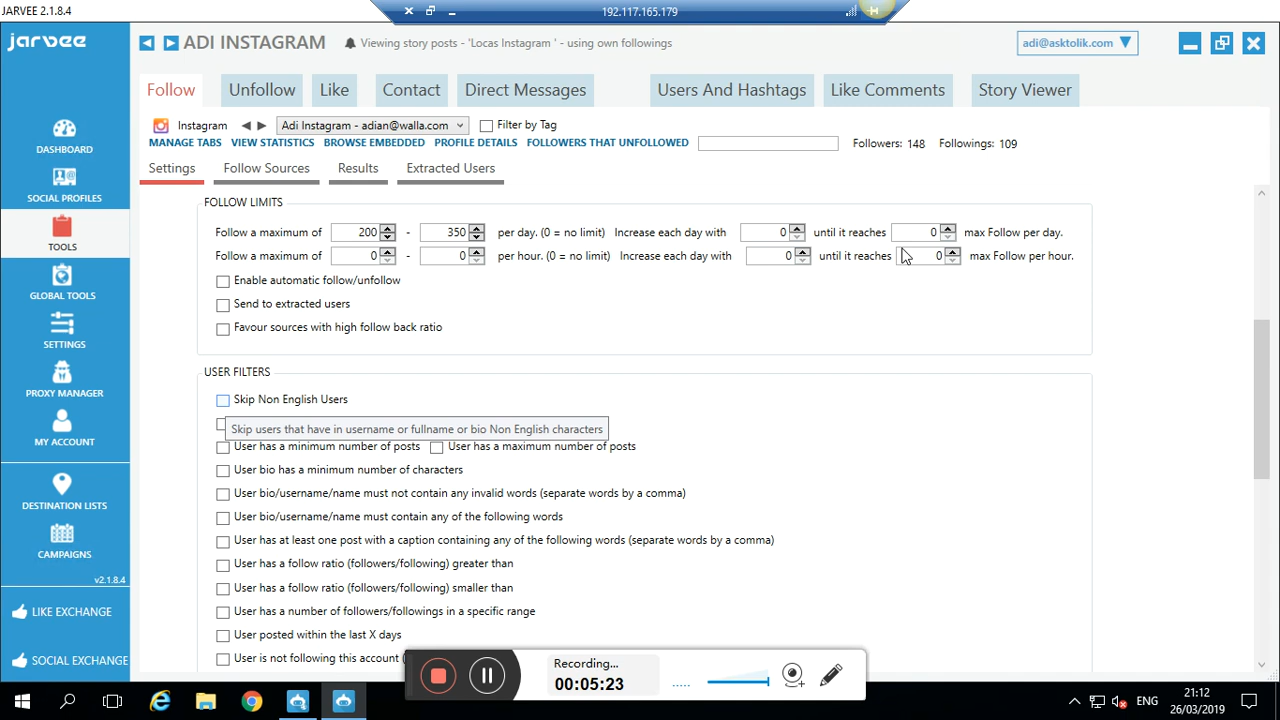 JARVEE 2.1.8.4
192.117.165.179
jarvee
ADI INSTAGRAM
Viewing story posts - 'Locas Instagram ' - using own followings
adi@asktolik.com
Follow Unfollow Like Contact Direct Messages Users And Hashtags Like Comments Story Viewer
Instagram Adi Instagram - adian@walla.com Filter by Tag
MANAGE TABS VIEW STATISTICS BROWSE EMBEDDED PROFILE DETAILS FOLLOWERS THAT UNFOLLOWED Followers: 148 Followings: 109
Settings Follow Sources Results Extracted Users
DASHBOARD
SOCIAL PROFILES
TOOLS
GLOBAL TOOLS
SETTINGS
PROXY MANAGER
MY ACCOUNT
DESTINATION LISTS
CAMPAIGNS
v2.1.8.4
LIKE EXCHANGE
SOCIAL EXCHANGE
FOLLOW LIMITS
Follow a maximum of 200 - 350 per day. (0 = no limit) Increase each day with 0 until it reaches 0 max Follow per day.
Follow a maximum of 0 - 0 per hour. (0 = no limit) Increase each day with 0 until it reaches 0 max Follow per hour.
Enable automatic follow/unfollow
Send to extracted users
Favour sources with high follow back ratio
USER FILTERS
Skip Non English Users
Skip users that have in username or fullname or bio Non English characters
User has a minimum number of posts User has a maximum number of posts
User bio has a minimum number of characters
User bio/username/name must not contain any invalid words (separate words by a comma)
User bio/username/name must contain any of the following words
User has at least one post with a caption containing any of the following words (separate words by a comma)
User has a follow ratio (followers/following) greater than
User has a follow ratio (followers/following) smaller than
User has a number of followers/followings in a specific range
User posted within the last X days
User is not following this account (
Recording...
00:05:23
ENG
21:12
26/03/2019